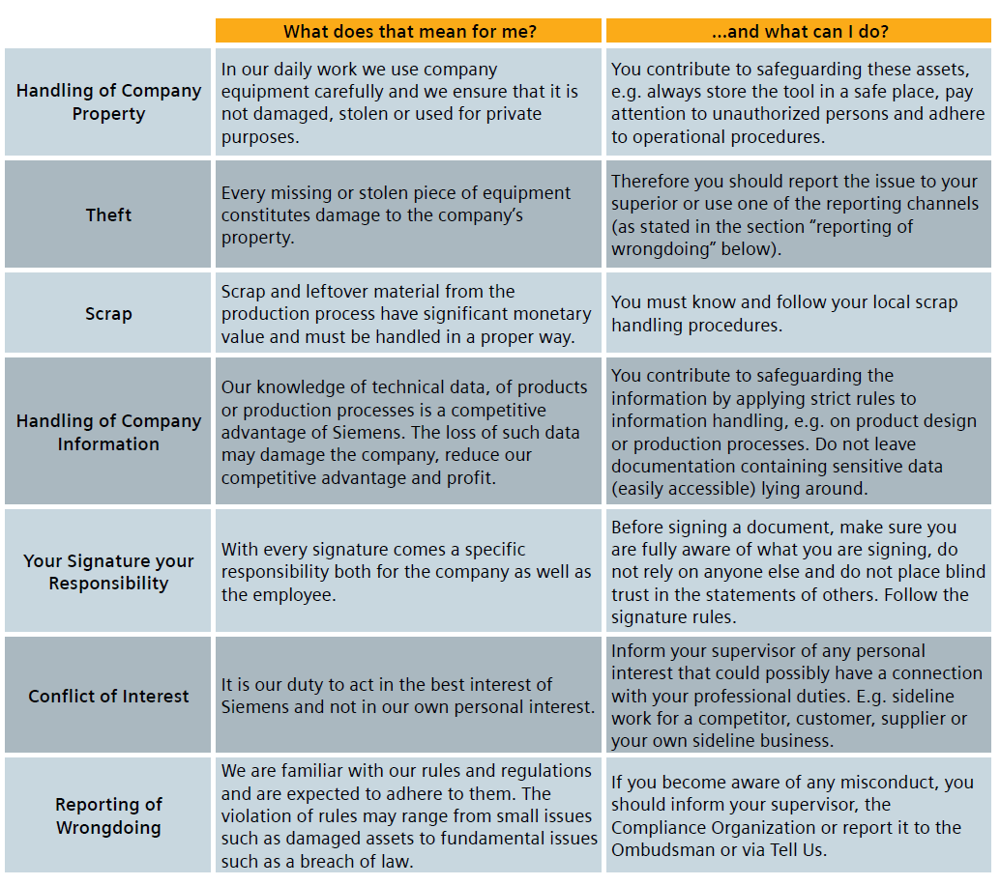 What does that mean for me?
...and what can I do?
Handling of Company
Property
In our daily work we use company
equipment carefully and we ensure that it is
not damaged, stolen or used for private
purposes.
You contribute to safeguarding these assets,
e.g. always store the tool in a safe place, pay
attention to unauthorized persons and adhere
to operational procedures.
Theft
Every missing or stolen piece of equipment
constitutes damage to the company’s
property.
Therefore you should report the issue to your
superior or use one of the reporting channels
(as stated in the section “reporting of
wrongdoing” below).
Scrap
Scrap and leftover material from the
production process have significant monetary
value and must be handled in a proper way.
You must know and follow your local scrap
handling procedures.
Handling of Company
Information
Our knowledge of technical data, of products
or production processes is a competitive
advantage of Siemens. The loss of such data
may damage the company, reduce our
competitive advantage and profit.
You contribute to safeguarding the
information by applying strict rules to
information handling, e.g. on product design
or production processes. Do not leave
documentation containing sensitive data
(easily accessible) lying around.
Your Signature your
Responsibility
With every signature comes a specific
responsibility both for the company as well as
the employee.
Before signing a document, make sure you
are fully aware of what you are signing, do
not rely on anyone else and do not place blind
trust in the statements of others. Follow the
signature rules.
Conflict of Interest
It is our duty to act in the best interest of
Siemens and not in our own personal interest.
Inform your supervisor of any personal
interest that could possibly have a connection
with your professional duties. E.g. sideline
work for a competitor, customer, supplier or
your own sideline business.
Reporting of
Wrongdoing
We are familiar with our rules and regulations
and are expected to adhere to them. The
violation of rules may range from small issues
such as damaged assets to fundamental issues
such as a breach of law.
If you become aware of any misconduct, you
should inform your supervisor, the
Compliance Organization or report it to the
Ombudsman or via Tell Us.